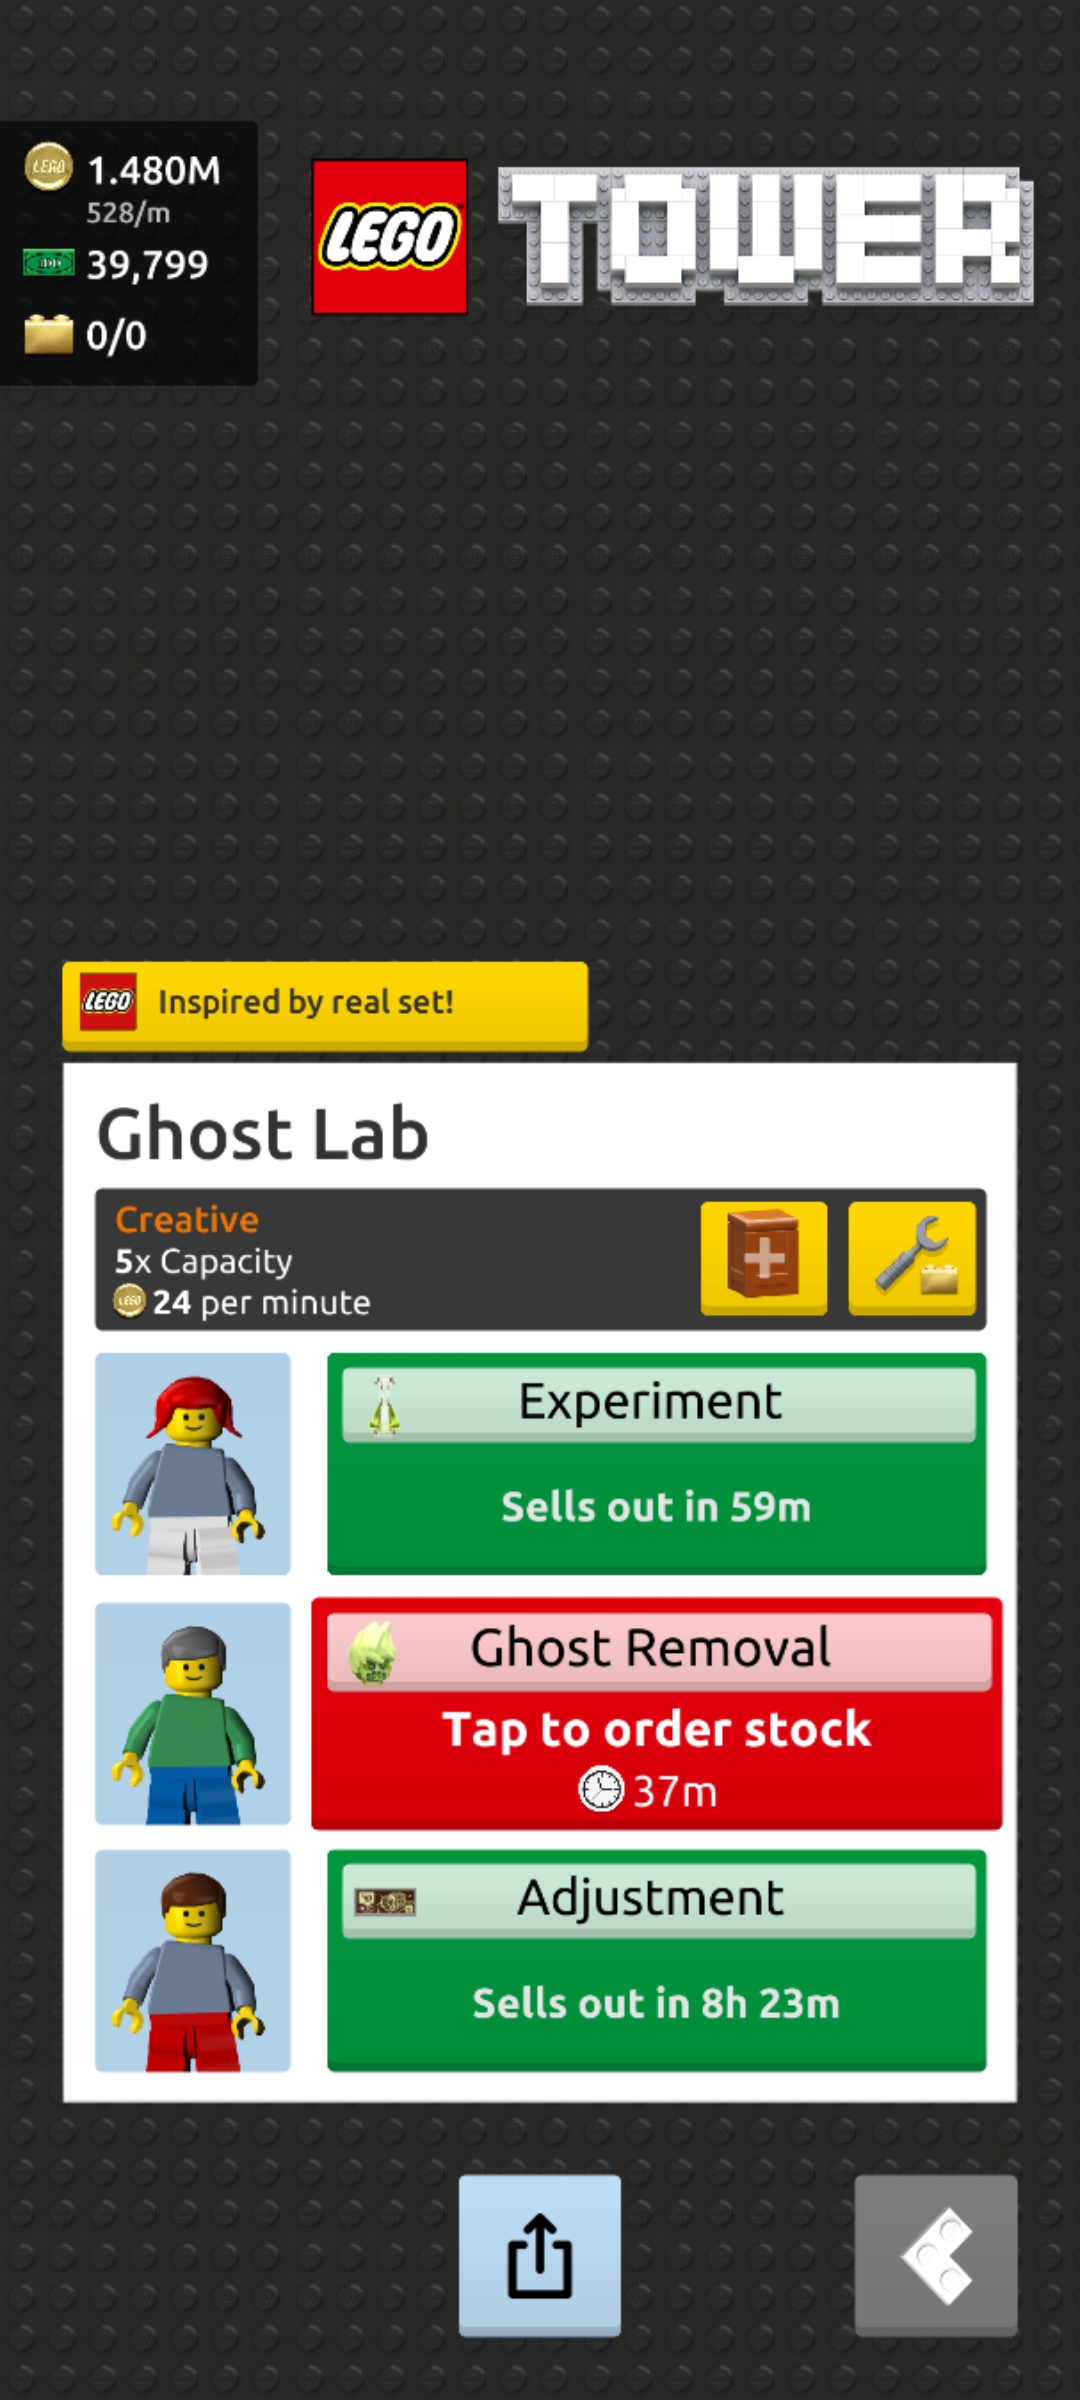 LEGO
1.480M
528/m
39,799
0/0
LEGO TOWER
LEGO
Inspired by real set!
Ghost Lab
Creative
5x Capacity
LEGO
24 per minute
Experiment
Sells out in 59m
Ghost Removal
Tap to order stock
37m
Adjustment
Sells out in 8h 23m